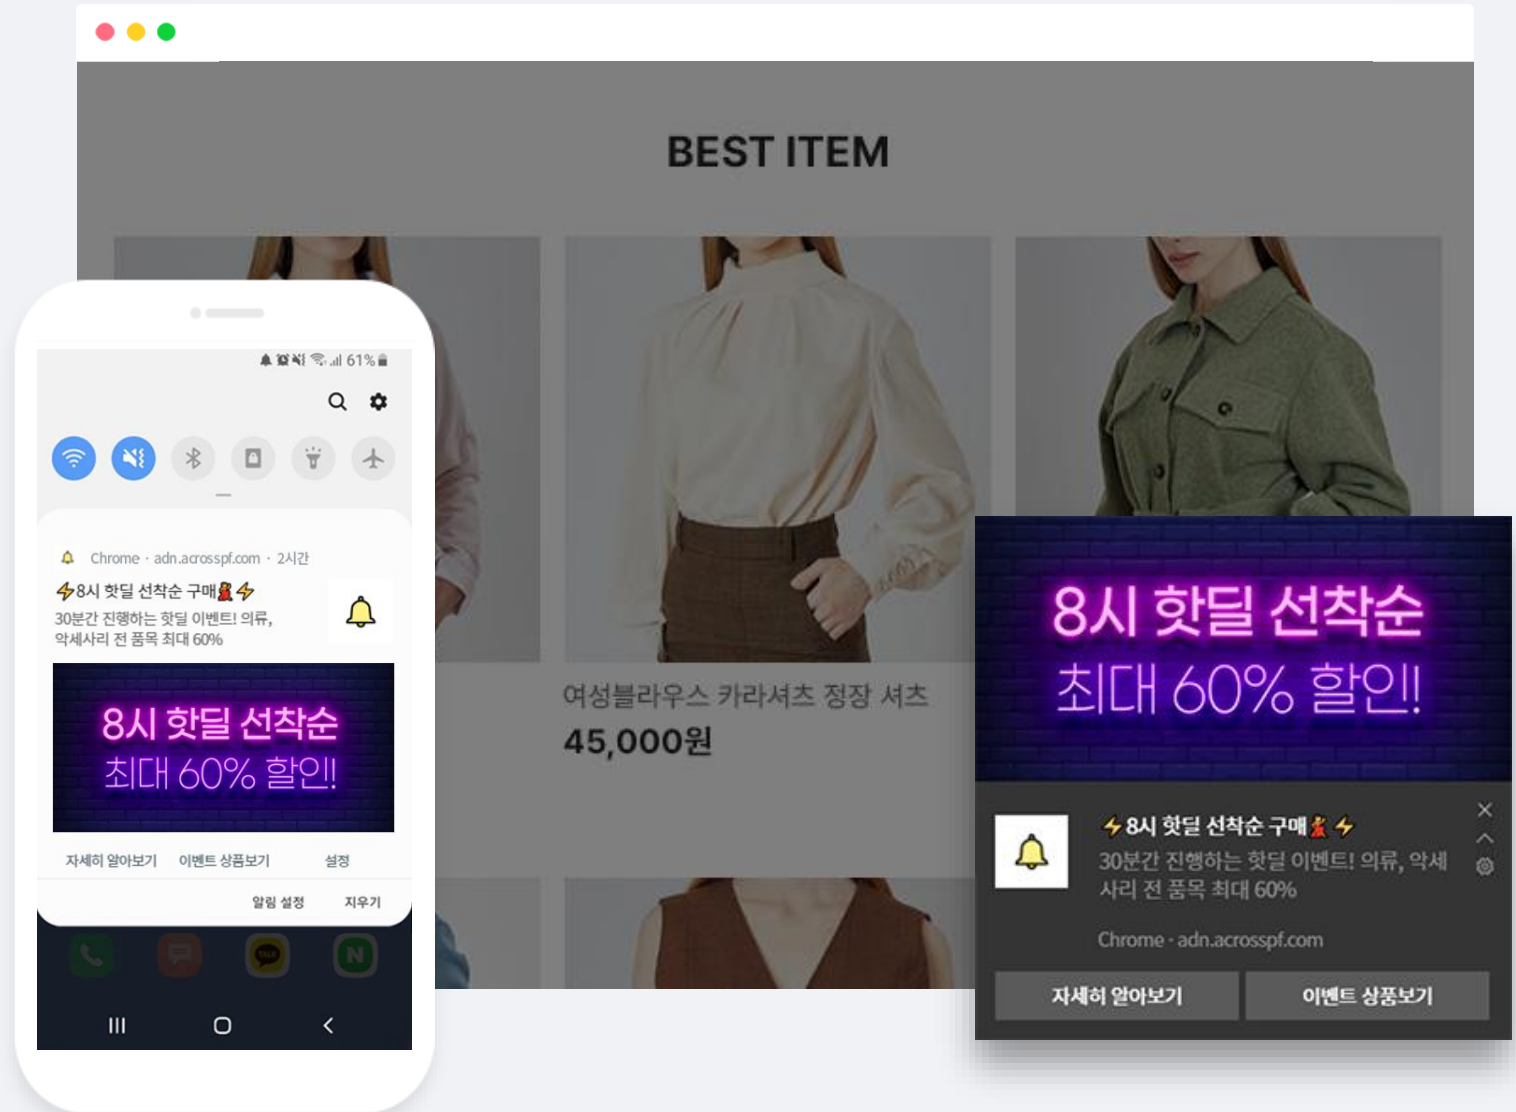 BEST ITEM
여성블라우스 카라셔츠 정장 셔츠
45,000원
61%
Chrome · adn.acrosspf.com · 2시간
⚡8시 핫딜 선착순 구매💃⚡
30분간 진행하는 핫딜 이벤트! 의류,
악세사리 전 품목 최대 60%
8시 핫딜 선착순
최대 60% 할인!
자세히 알아보기 이벤트 상품보기 설정
알림 설정 지우기
TALK
N
8시 핫딜 선착순
최대 60% 할인!
⚡8시 핫딜 선착순 구매💃⚡
30분간 진행하는 핫딜 이벤트! 의류, 악세
사리 전 품목 최대 60%
Chrome · adn.acrosspf.com
자세히 알아보기 이벤트 상품보기